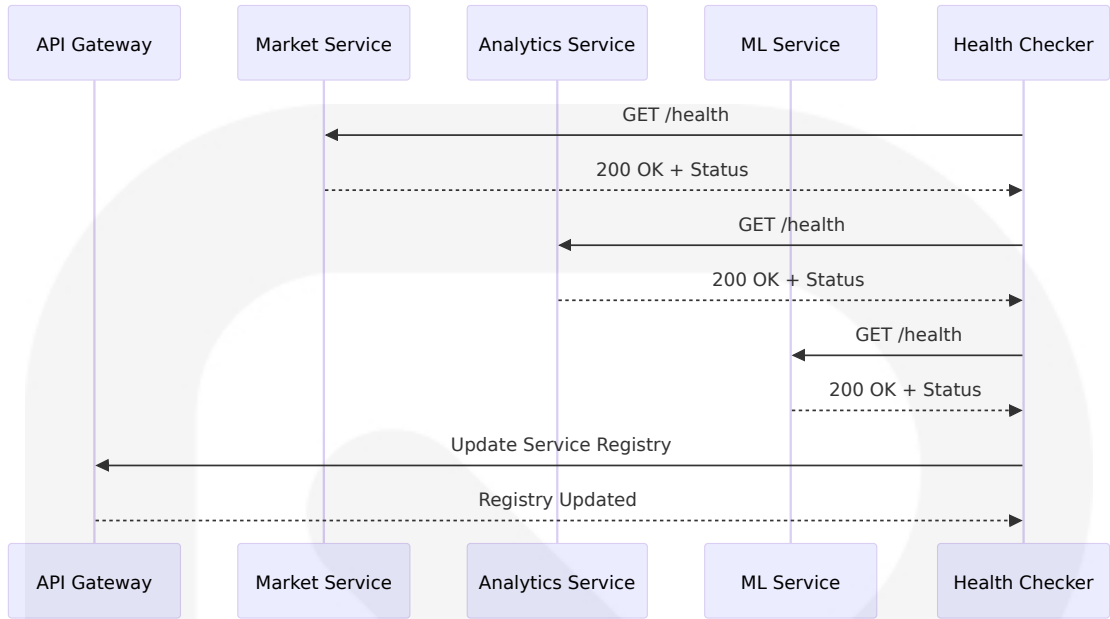 API Gateway
Market Service
Analytics Service
ML Service
Health Checker
GET /health
200 OK + Status
GET /health
200 OK + Status
GET /health
200 OK + Status
Update Service Registry
Registry Updated
API Gateway
Market Service
Analytics Service
ML Service
Health Checker